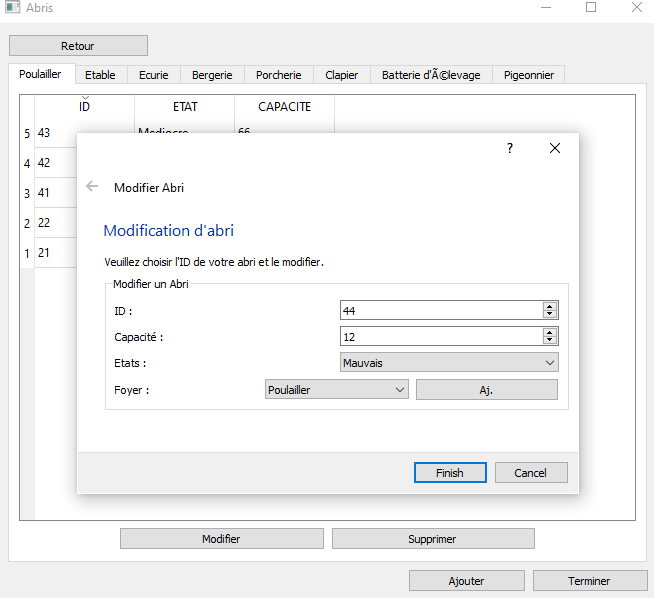 Abris
Retour
Poulailler Etable Ecurie Bergerie Porcherie Clapier Batterie d'Ã©levage Pigeonnier
ID ETAT CAPACITE
5 43 Mediocre 66
4 42
3 41
2 22
1 21
?
Modifier Abri
Modification d'abri
Veuillez choisir l'ID de votre abri et le modifier.
Modifier un Abri
ID : 44
Capacité : 12
Etats : Mauvais
Foyer : Poulailler Aj.
Finish Cancel
Modifier Supprimer
Ajouter Terminer